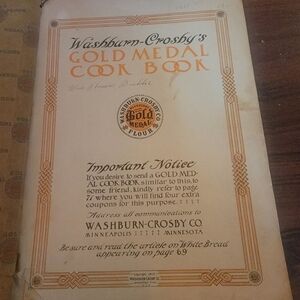 Washburn-Crosby's
GOLD MEDAL
COOK BOOK
WASHBURN-CROSBY CO.
Gold
MEDAL
FLOUR
Important Notice
If you desire to send a GOLD MED-
AL COOK BOOK similar to this, to
some friend, kindly refer to page
71 where you will find four extra
coupons for this purpose.
Address all communications to
WASHBURN-CROSBY CO.
MINNEAPOLIS MINNESOTA
Be sure and read the article on White Bread
appearing on page 69